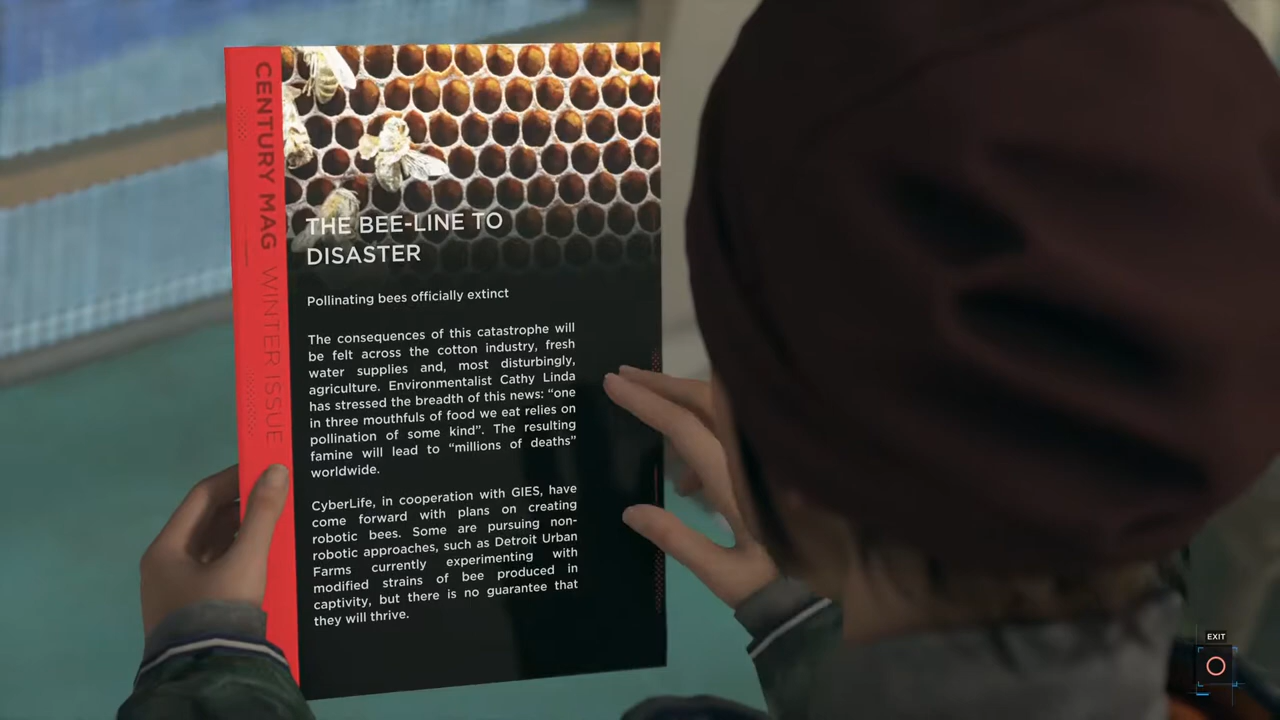 CENTURY MAG WINTER ISSUE
THE BEE-LINE TO
DISASTER
Pollinating bees officially extinct
The consequences of this catastrophe will
be felt across the cotton industry, fresh
water supplies and, most disturbingly,
agriculture. Environmentalist Cathy Linda
has stressed the breadth of this news: “one
in three mouthfuls of food we eat relies on
pollination of some kind”. The resulting
famine will lead to “millions of deaths”
worldwide.
CyberLife, in cooperation with GIES, have
come forward with plans on creating
robotic bees. Some are pursuing non-
robotic approaches, such as Detroit Urban
Farms currently experimenting with
modified strains of bee produced in
captivity, but there is no guarantee that
they will thrive.
EXIT